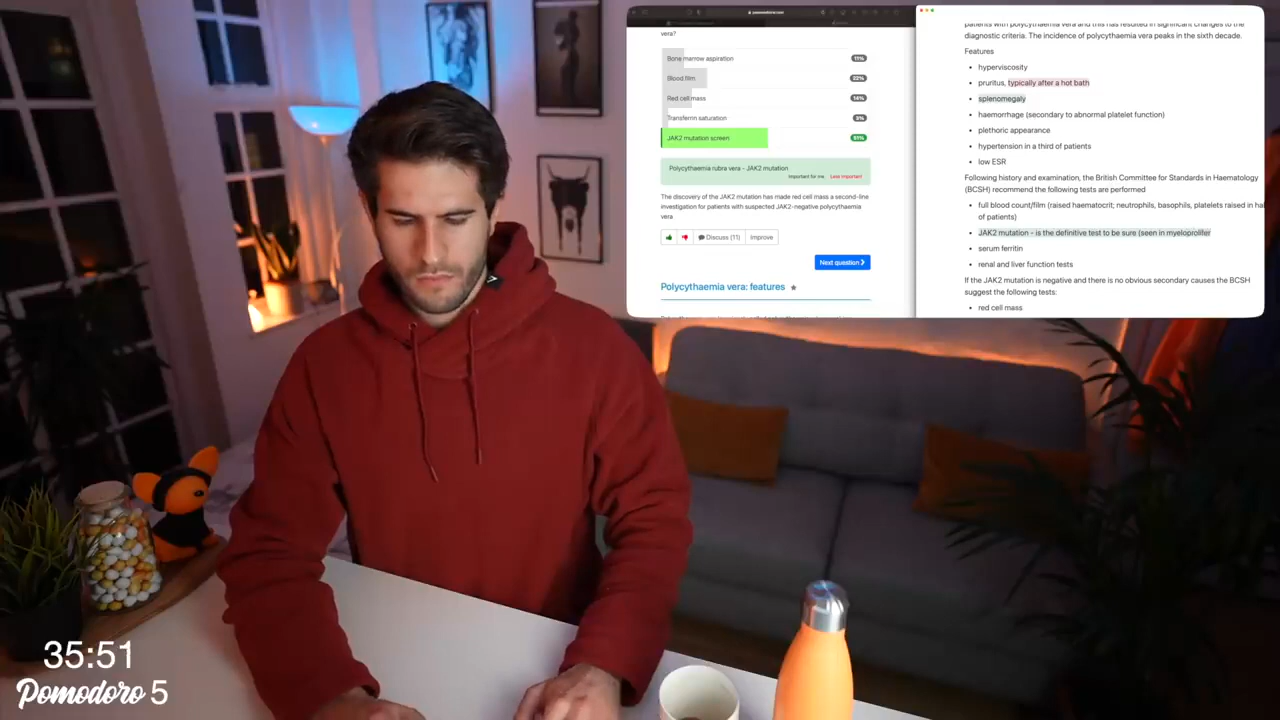 vera?
Bone marrow aspiration 11%
Blood film 22%
Red cell mass 14%
Transferrin saturation 3%
JAK2 mutation screen 51%
Polycythaemia rubra vera - JAK2 mutation
Important for me Less important
The discovery of the JAK2 mutation has made red cell mass a second-line
investigation for patients with suspected JAK2-negative polycythaemia
vera
Discuss (11) Improve
Next question
Polycythaemia vera: features
patients with polycythaemia vera and this has resulted in significant changes to the
diagnostic criteria. The incidence of polycythaemia vera peaks in the sixth decade.
Features
hyperviscosity
pruritus, typically after a hot bath
splenomegaly
haemorrhage (secondary to abnormal platelet function)
plethoric appearance
hypertension in a third of patients
low ESR
Following history and examination, the British Committee for Standards in Haematology
(BCSH) recommend the following tests are performed
full blood count/film (raised haematocrit; neutrophils, basophils, platelets raised in hal
of patients)
JAK2 mutation - is the definitive test to be sure (seen in myeloprolifer
serum ferritin
renal and liver function tests
If the JAK2 mutation is negative and there is no obvious secondary causes the BCSH
suggest the following tests:
red cell mass
35:51
Pomodoro 5